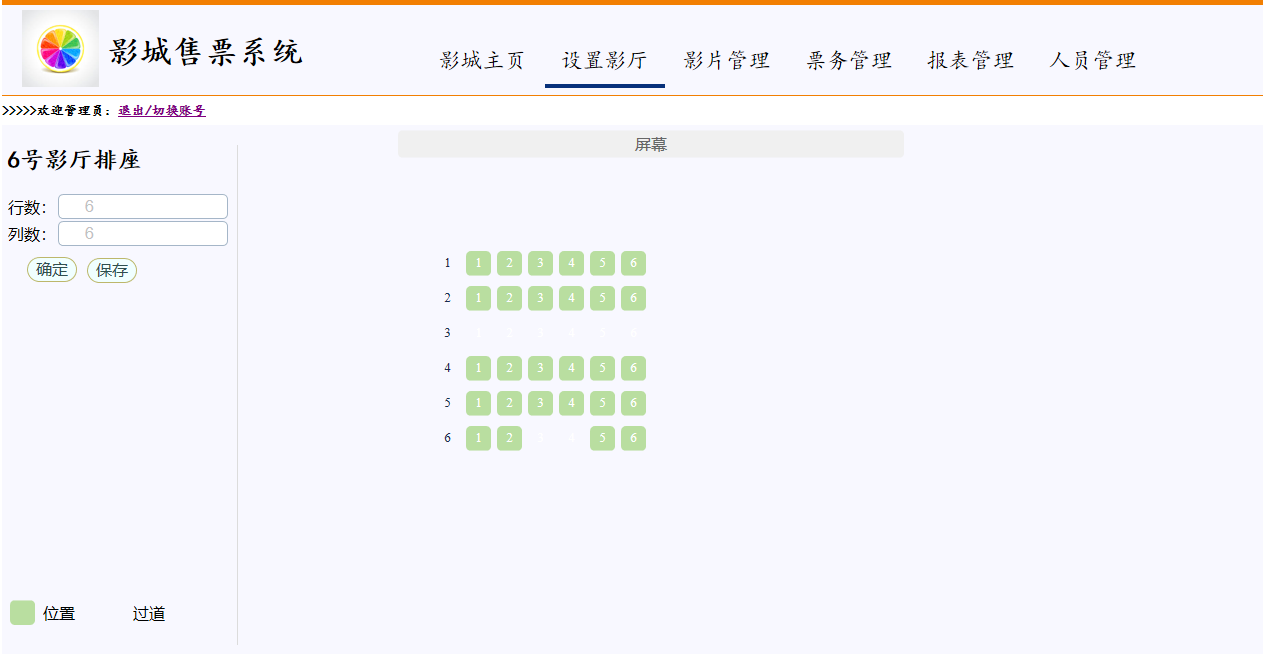 影城售票系统
影城主页 设置影厅 影片管理 票务管理 报表管理 人员管理
>>>>>欢迎管理员：退出/切换账号
屏幕
6号影厅排座
行数： 6
列数： 6
确定 保存
1 1 2 3 4 5 6
2 1 2 3 4 5 6
3 1 2 3 4 5 6
4 1 2 3 4 5 6
5 1 2 3 4 5 6
6 1 2 3 4 5 6
位置 过道